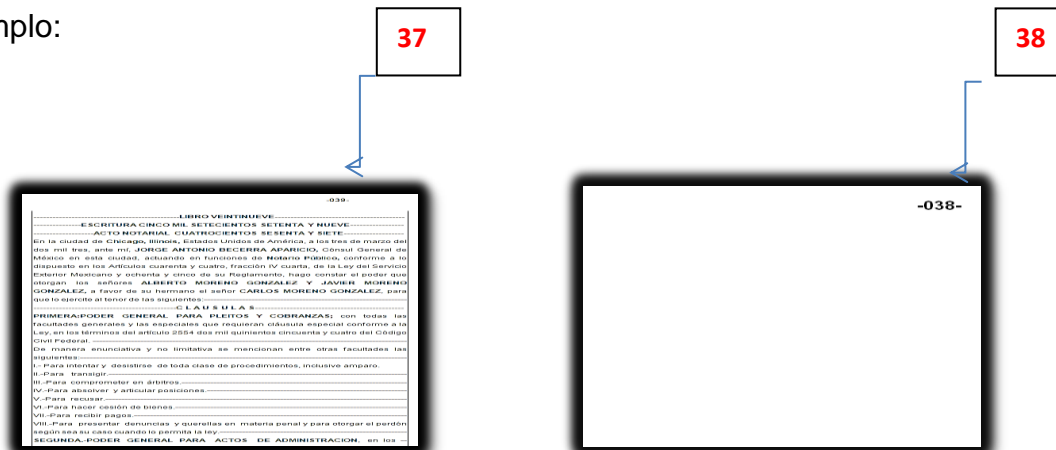 mplo:
37
38
-039-
-038-
LIBRO VEINTINUEVE
ESCRITURA CINCO MIL SETECIENTOS SETENTA Y NUEVE
ACTO NOTARIAL CUATROCIENTOS SESENTA Y SIETE
En la ciudad de Chicago, Illinois, Estados Unidos de América, a los tres de marzo del
dos mil tres, ante mí, JORGE ANTONIO BECERRA APARICIO, Cónsul General de
México en esta ciudad, actuando en funciones de Notario Público, conforme a lo
dispuesto en los Artículos cuarenta y cuatro, fracción IV cuarta, de la Ley del Servicio
Exterior Mexicano y ochenta y cinco de su Reglamento, hago constar el poder que
otorgan los señores ALBERTO MORENO GONZALEZ Y JAVIER MORENO
GONZALEZ, a favor de su hermano el señor CARLOS MORENO GONZALEZ, para
que lo ejercite al tenor de las siguientes:
C L A U S U L A S
PRIMERA:PODER GENERAL PARA PLEITOS Y COBRANZAS; con todas las
facultades generales y las especiales que requieran cláusula especial conforme a la
Ley, en los términos del artículo 2554 dos mil quinientos cincuenta y cuatro del Código
Civil Federal.
De manera enunciativa y no limitativa se mencionan entre otras facultades las
siguientes:
I.- Para intentar y desistirse de toda clase de procedimientos, inclusive amparo.
II.-Para transigir.
III.-Para comprometer en árbitros.
IV.-Para absolver y articular posiciones.
V.-Para recusar.
VI.-Para hacer cesión de bienes.
VII.-Para recibir pagos.
VIII.-Para presentar denuncias y querellas en materia penal y para otorgar el perdón
según sea su caso cuando lo permita la ley.
SEGUNDA.-PODER GENERAL PARA ACTOS DE ADMINISTRACION, en los